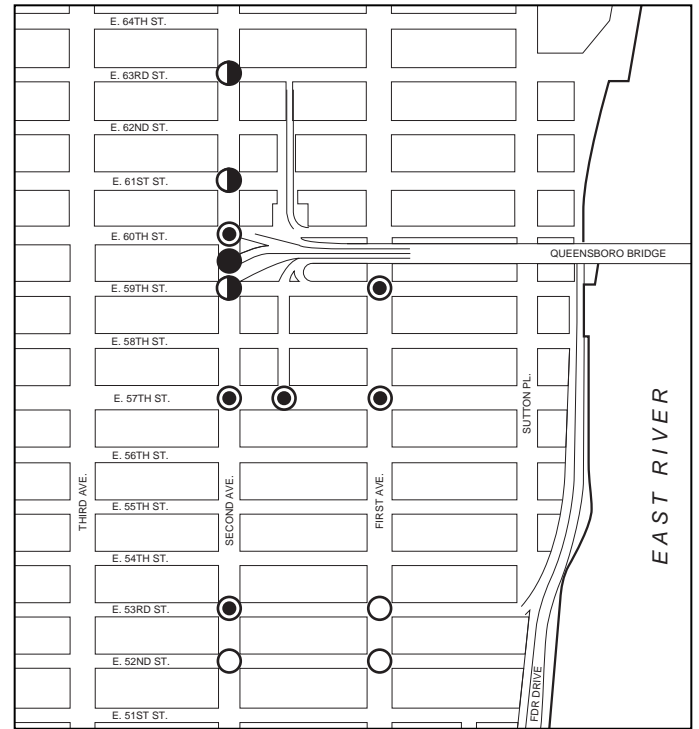 E. 64TH ST.
E. 63RD ST.
E. 62ND ST.
E. 61ST ST.
E. 60TH ST.
QUEENSBORO BRIDGE
E. 59TH ST.
E. 58TH ST.
E. 57TH ST.
SUTTON PL.
EAST RIVER
E. 56TH ST.
THIRD AVE.
SECOND AVE.
FIRST AVE.
E. 55TH ST.
E. 54TH ST.
E. 53RD ST.
E. 52ND ST.
FDR DRIVE
E. 51ST ST.